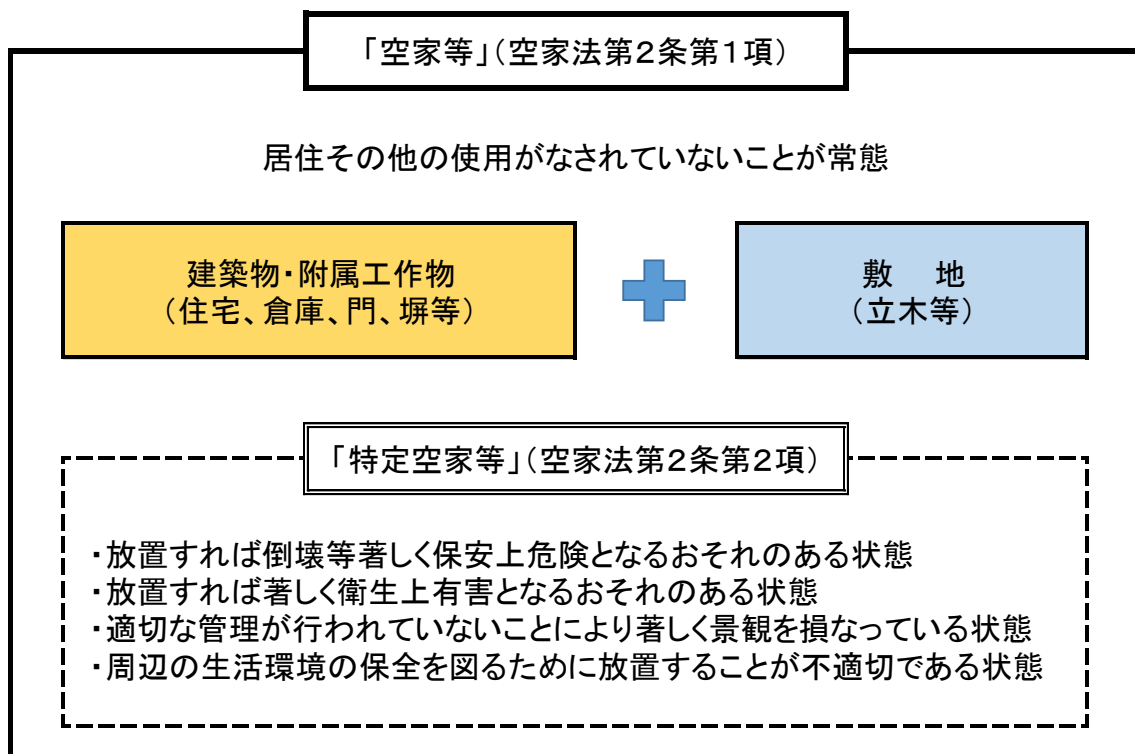 「空家等」(空家法第２条第１項)
居住その他の使用がなされていないことが常態
建築物・附属工作物
(住宅、倉庫、門、塀等)
敷　地
(立木等)
「特定空家等」(空家法第２条第２項)
・放置すれば倒壊等著しく保安上危険となるおそれのある状態
・放置すれば著しく衛生上有害となるおそれのある状態
・適切な管理が行われていないことにより著しく景観を損なっている状態
・周辺の生活環境の保全を図るために放置することが不適切である状態